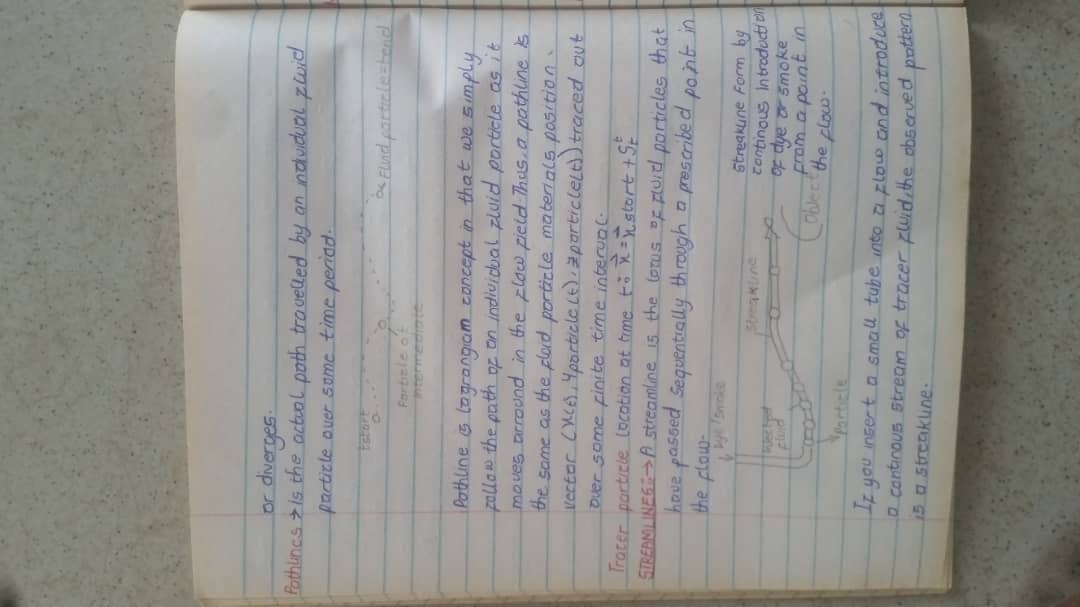 or diverges.
Pathlines → is the actual path travelled by an individual fluid
particle over some time period.
tstart
Fluid particle = tend
Particle at
intermediate
Pathline is lagrangiam concept in that we simply
follow the path of an individual fluid particle as it
moves arround in the flow field Thus, a pathline is
the same as the fluid particle materials position
vector (x(t), yparticle(t), zparticle(t)) traced out
over some finite time interval.
Tracer particle location at time t: x⃗ = x⃗ start +
STREAMLINES:→ A streamline is the locus of fluid particles that
have passed sequentially through a prescribed point in
the flow.
Dye/smoke
Injected
fluid
Streakline
Particle
Object
Streakline form by
continous introduction
of dye or smoke
from a point in
the flow.
If you insert a small tube into a flow and introduce
a continous stream of tracer fluid, the observed pattern
is a streakline.